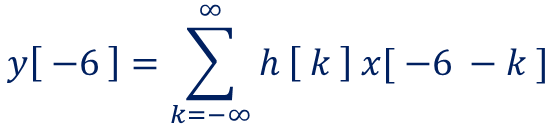 y[ −6 ] = ∑_{k=−∞}^{∞} h [ k ] x[ −6 − k ]